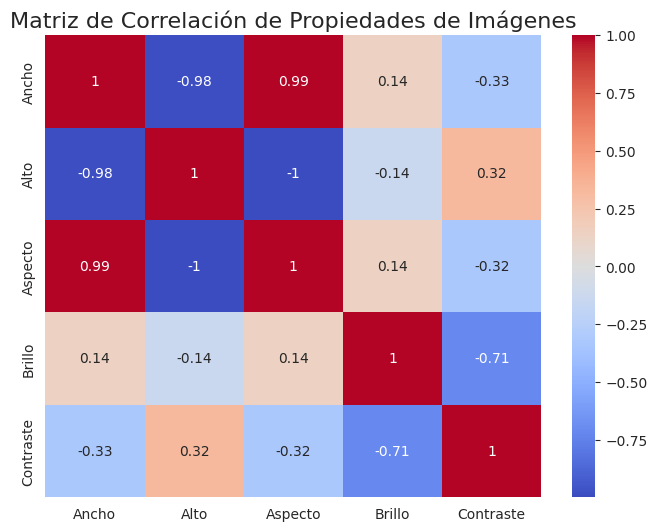 Matriz de Correlación de Propiedades de Imágenes
Ancho 1 -0.98 0.99 0.14 -0.33
Alto -0.98 1 -1 -0.14 0.32
Aspecto 0.99 -1 1 0.14 -0.32
Brillo 0.14 -0.14 0.14 1 -0.71
Contraste -0.33 0.32 -0.32 -0.71 1
Ancho Alto Aspecto Brillo Contraste
1.00
0.75
0.50
0.25
0.00
−0.25
−0.50
−0.75